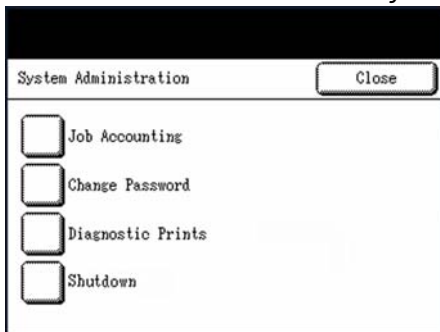 System Administration Close
Job Accounting
Change Password
Diagnostic Prints
Shutdown